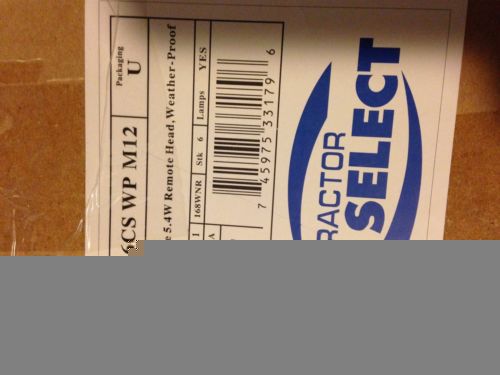 6CS WP M12
Packaging
U
5.4W Remote Head, Weather-Proof
168WNR Stk 6 Lamps YES
A
7 45975 33179 6
RACTOR
SELECT